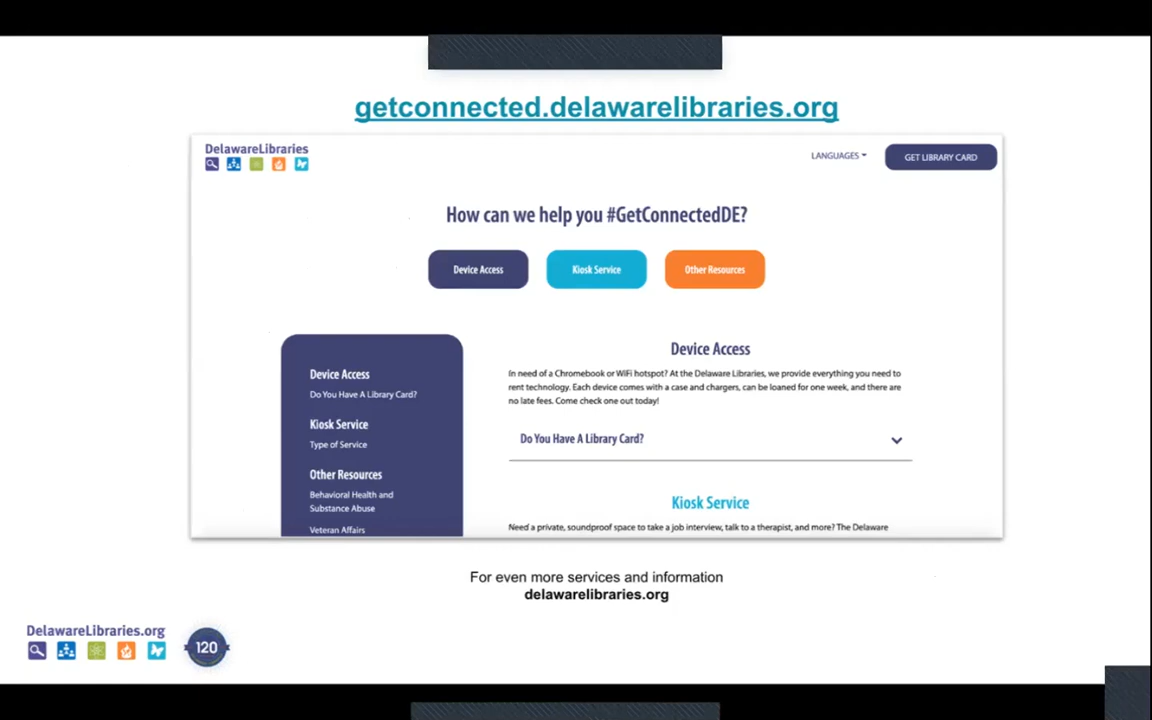 getconnected.delawarelibraries.org
DelawareLibraries
LANGUAGES
GET LIBRARY CARD
How can we help you #GetConnectedDE?
Device Access
Kiosk Service
Other Resources
Device Access
Do You Have A Library Card?
Kiosk Service
Type of Service
Other Resources
Behavioral Health and
Substance Abuse
Veteran Affairs
Device Access
In need of a Chromebook or WiFi hotspot? At the Delaware Libraries, we provide everything you need to
rent technology. Each device comes with a case and chargers, can be loaned for one week, and there are
no late fees. Come check one out today!
Do You Have A Library Card?
Kiosk Service
Need a private, soundproof space to take a job interview, talk to a therapist, and more? The Delaware
For even more services and information
delawarelibraries.org
DelawareLibraries.org
120